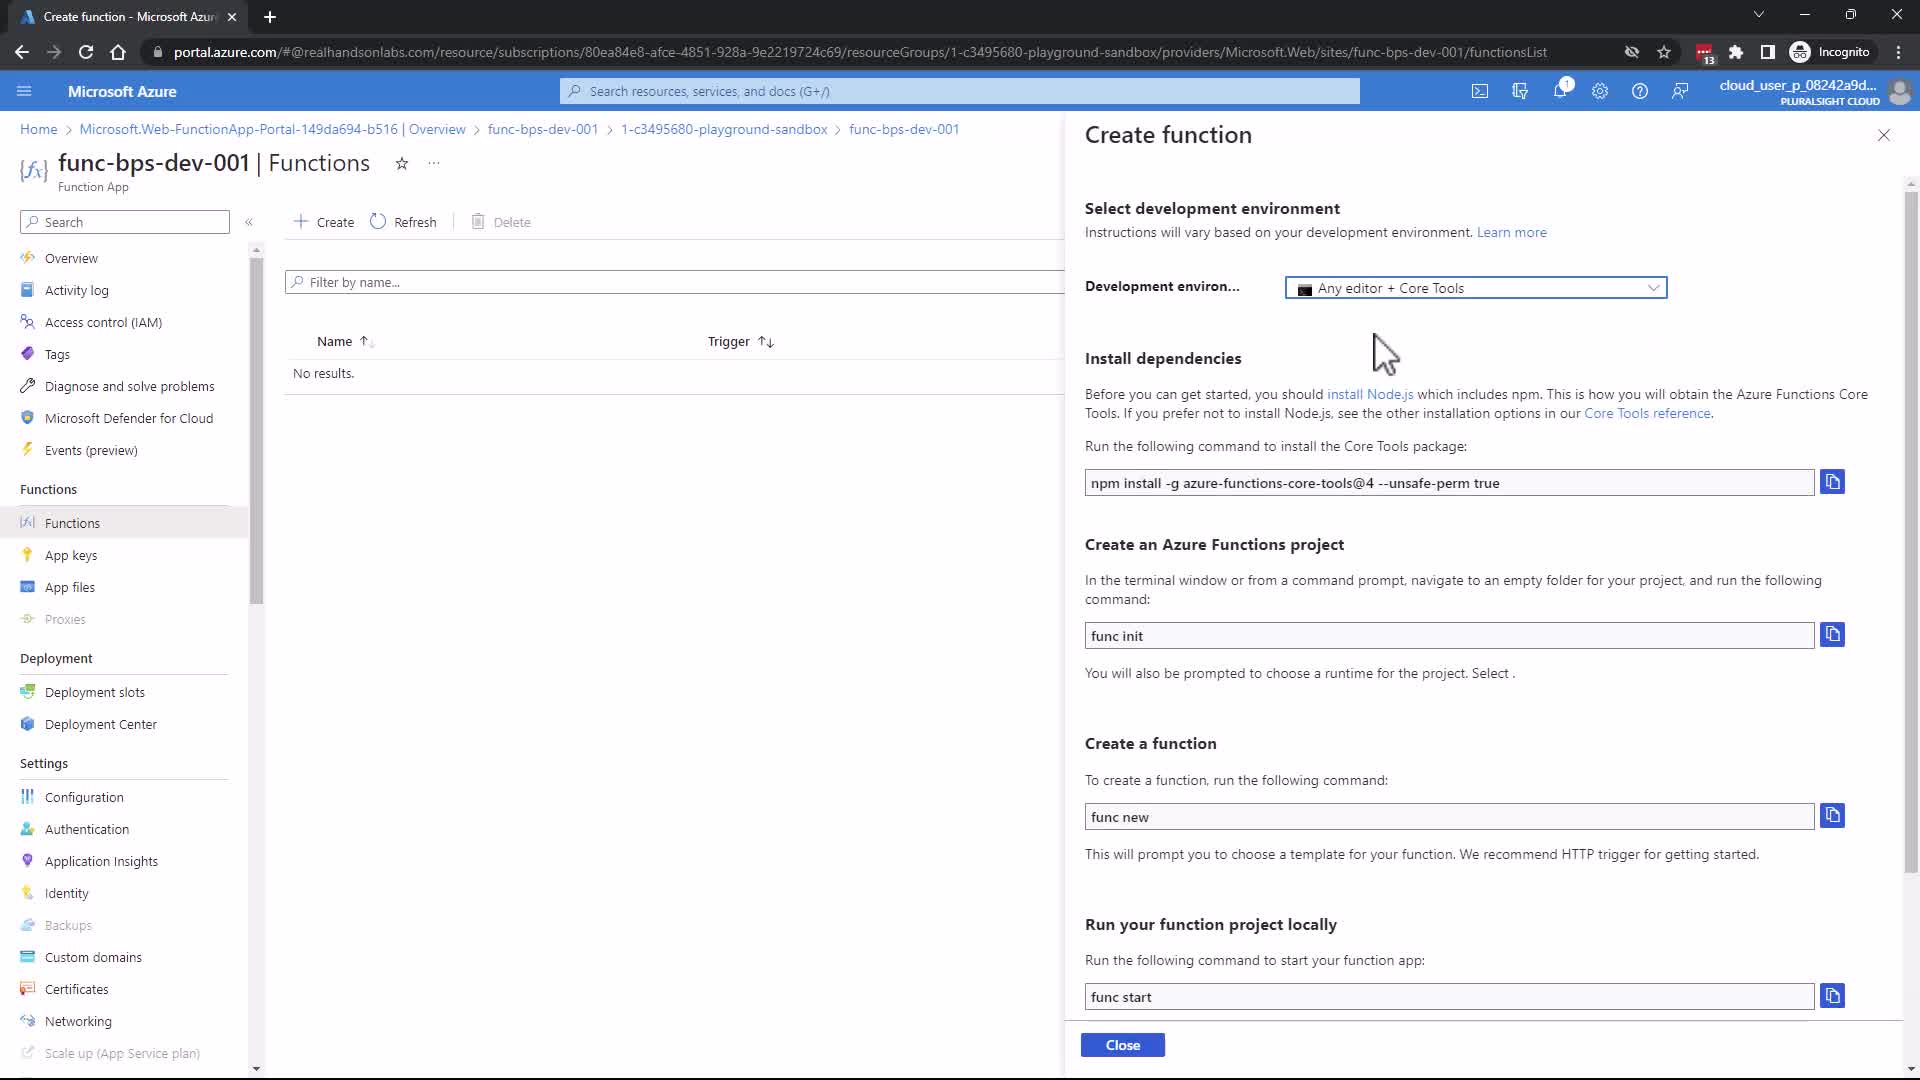 Create function - Microsoft Azur
portal.azure.com/#@realhandsonlabs.com/resource/subscriptions/80ea84e8-afce-4851-928a-9e2219724c69/resourceGroups/1-c3495680-playground-sandbox/providers/Microsoft.Web/sites/func-bps-dev-001/functionsList
13
Incognito
Microsoft Azure
Search resources, services, and docs (G+/)
1
cloud_user_p_08242a9d...
PLURALSIGHT CLOUD
Home > Microsoft.Web-FunctionApp-Portal-149da694-b516 | Overview > func-bps-dev-001 > 1-c3495680-playground-sandbox > func-bps-dev-001
func-bps-dev-001 | Functions
Function App
Search
Overview
Activity log
Access control (IAM)
Tags
Diagnose and solve problems
Microsoft Defender for Cloud
Events (preview)
Functions
Functions
App keys
App files
Proxies
Deployment
Deployment slots
Deployment Center
Settings
Configuration
Authentication
Application Insights
Identity
Backups
Custom domains
Certificates
Networking
Scale up (App Service plan)
Create
Refresh
Delete
Filter by name...
Name
Trigger
No results.
Create function
Select development environment
Instructions will vary based on your development environment. Learn more
Development environ...
Any editor + Core Tools
Install dependencies
Before you can get started, you should install Node.js which includes npm. This is how you will obtain the Azure Functions Core
Tools. If you prefer not to install Node.js, see the other installation options in our Core Tools reference.
Run the following command to install the Core Tools package:
npm install -g azure-functions-core-tools@4 --unsafe-perm true
Create an Azure Functions project
In the terminal window or from a command prompt, navigate to an empty folder for your project, and run the following
command:
func init
You will also be prompted to choose a runtime for the project. Select .
Create a function
To create a function, run the following command:
func new
This will prompt you to choose a template for your function. We recommend HTTP trigger for getting started.
Run your function project locally
Run the following command to start your function app:
func start
Close